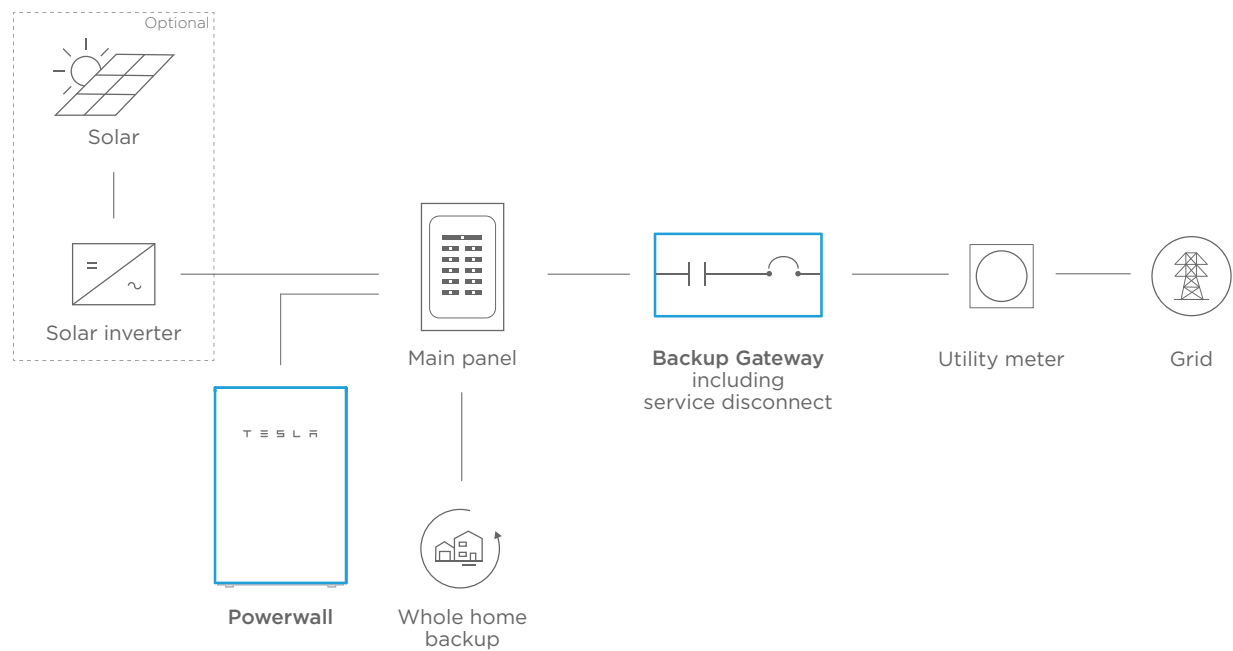 Optional
Solar
Solar inverter
Main panel
Backup Gateway
including
service disconnect
Utility meter
Grid
TESLA
Powerwall
Whole home
backup